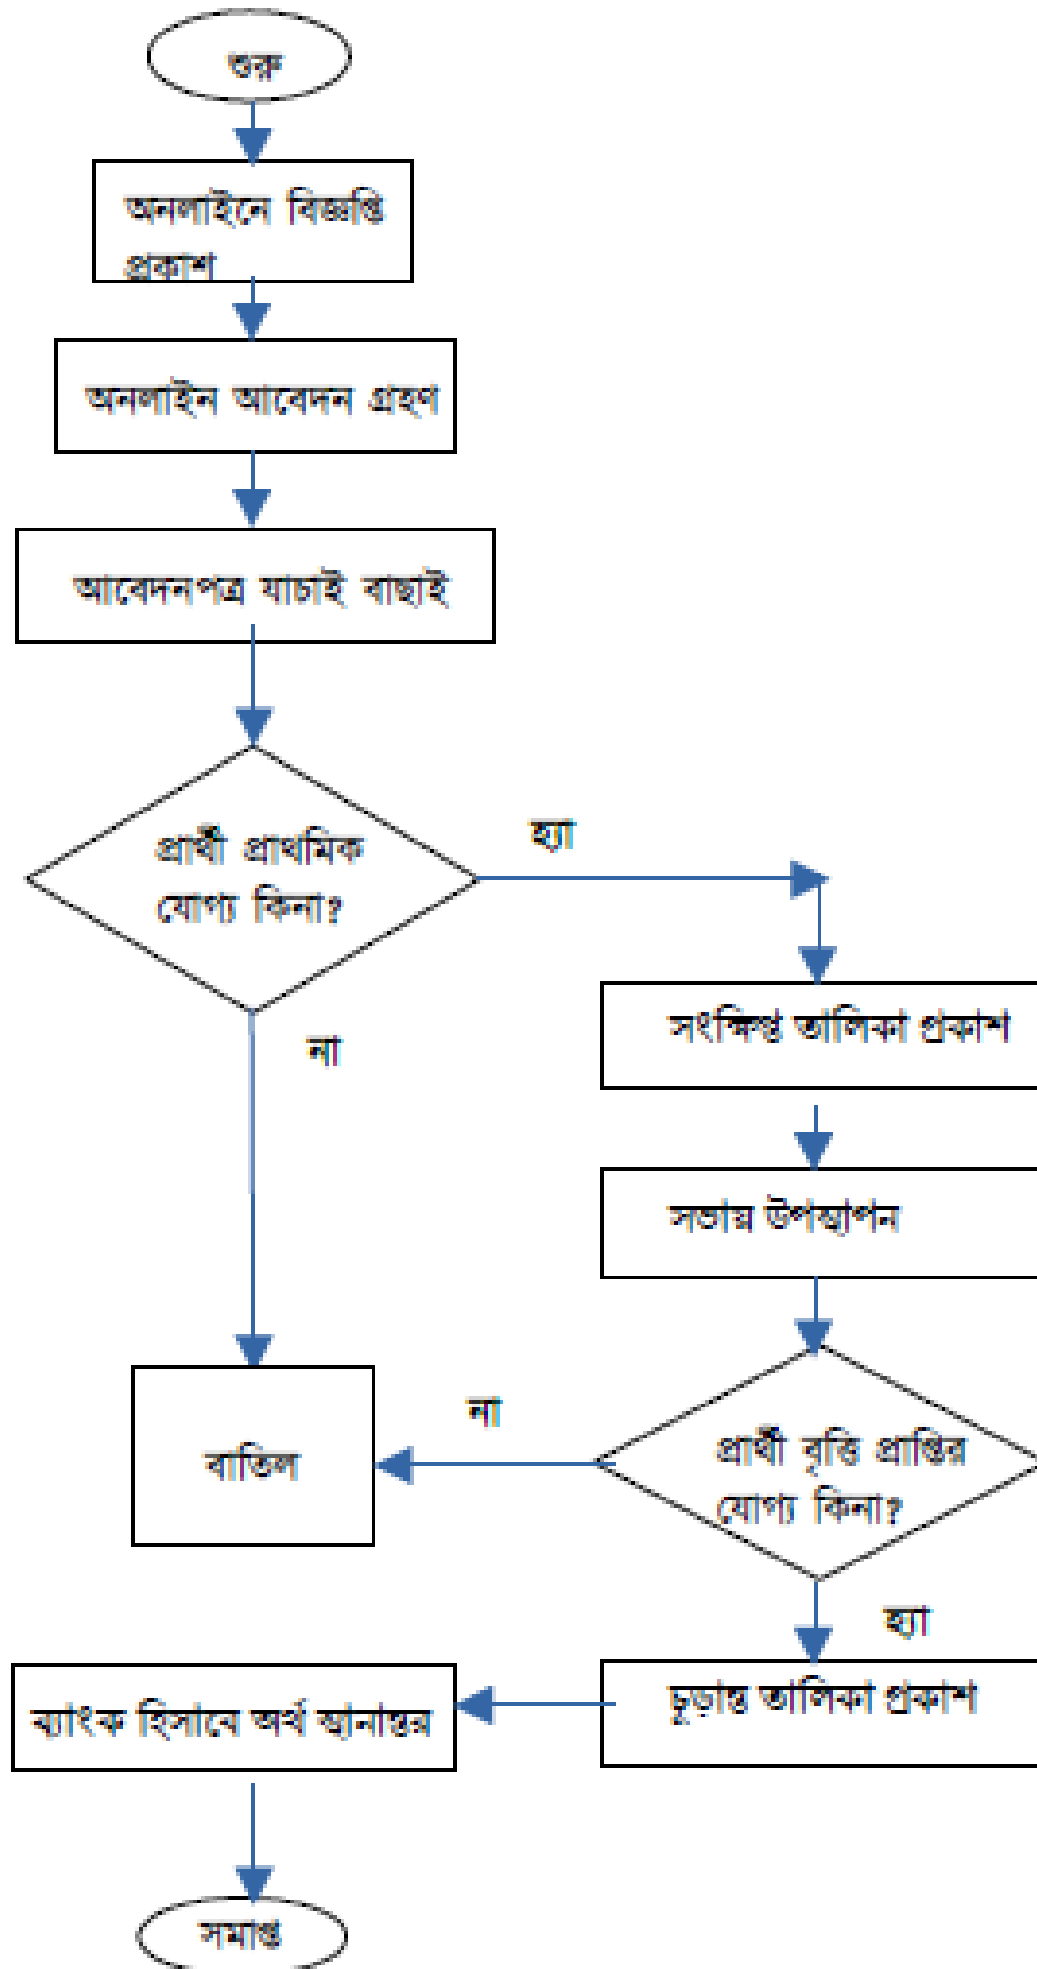 শুরু
অনলাইনে বিজ্ঞপ্তি
প্রকাশ
অনলাইন আবেদন গ্রহণ
আবেদনপত্র যাচাই বাছাই
প্রার্থী প্রাথমিক
যোগ্য কিনা?
হ্যা
না
সংক্ষিপ্ত তালিকা প্রকাশ
সভায় উপস্থাপন
প্রার্থী বৃত্তি প্রাপ্তির
যোগ্য কিনা?
না
বাতিল
হ্যা
চূড়ান্ত তালিকা প্রকাশ
ব্যাংক হিসাবে অর্থ স্থানান্তর
সমাপ্ত